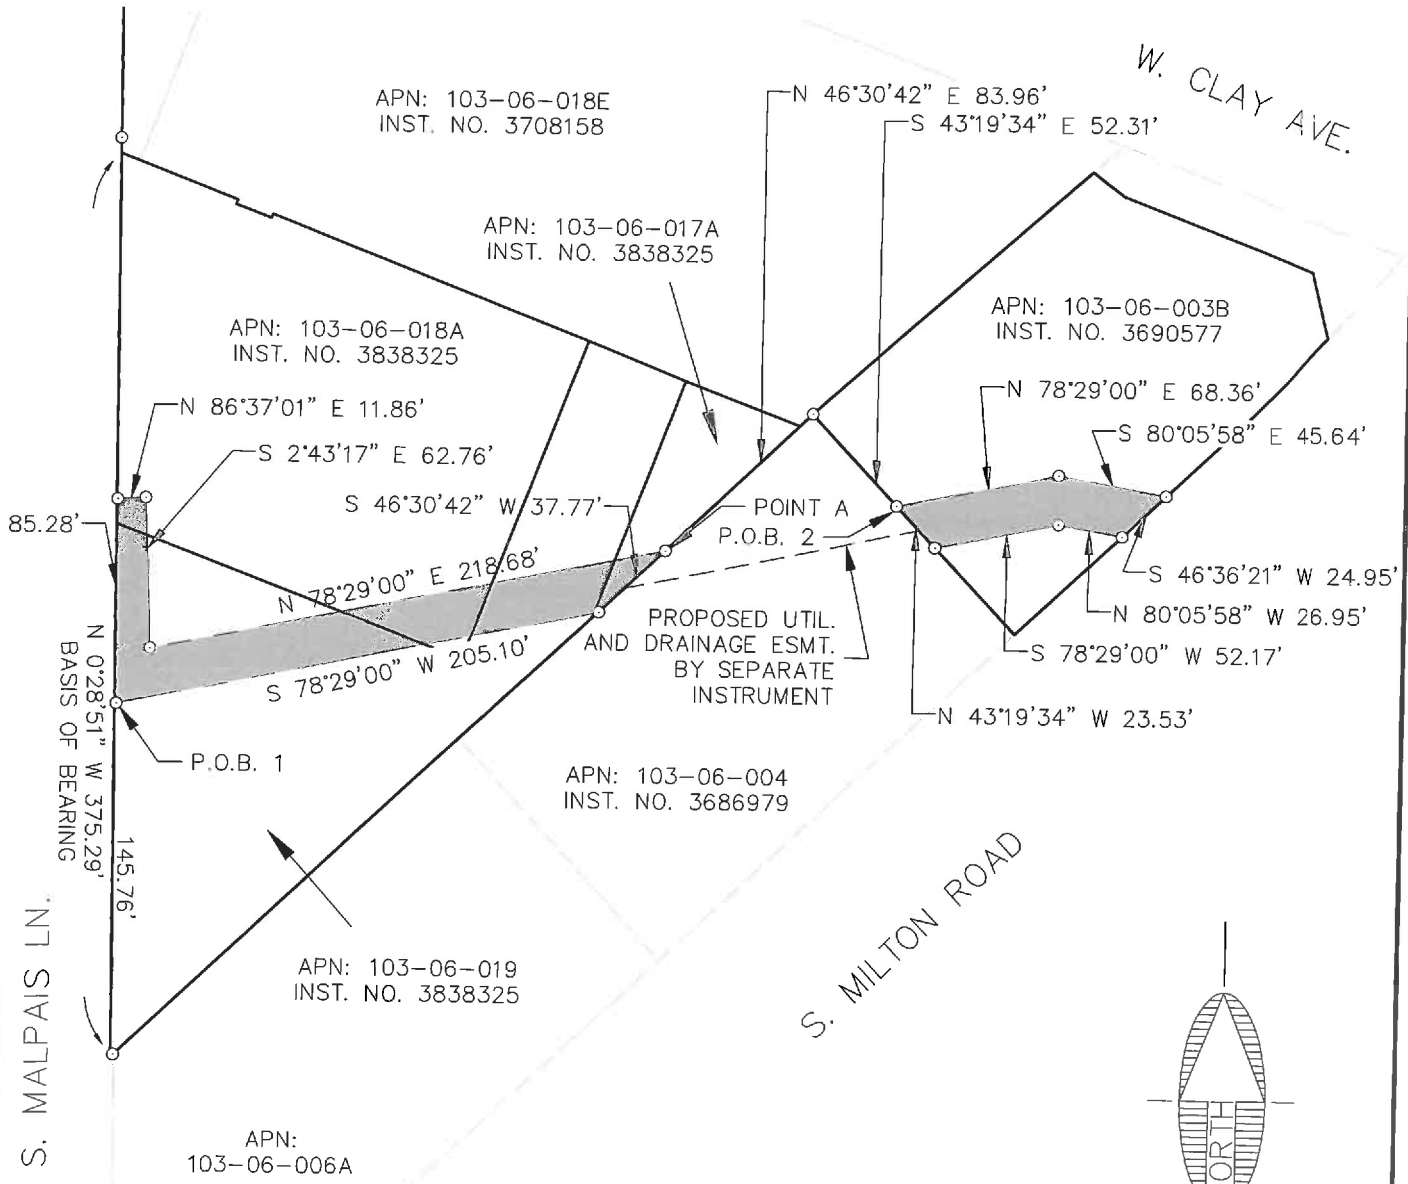 W. CLAY AVE.
APN: 103-06-018E
INST. NO. 3708158
N 46°30'42" E 83.96'
S 43°19'34" E 52.31'
APN: 103-06-017A
INST. NO. 3838325
APN: 103-06-018A
INST. NO. 3838325
APN: 103-06-003B
INST. NO. 3690577
N 86°37'01" E 11.86'
N 78°29'00" E 68.36'
S 2°43'17" E 62.76'
S 80°05'58" E 45.64'
S 46°30'42" W 37.77'
POINT A
85.28'
P.O.B. 2
N 78°29'00" E 218.68'
S 46°36'21" W 24.95'
PROPOSED UTIL.
AND DRAINAGE ESMT.
BY SEPARATE
INSTRUMENT
N 80°05'58" W 26.95'
S 78°29'00" W 205.10'
S 78°29'00" W 52.17'
N 43°19'34" W 23.53'
N 0°28'51" W 375.29'
BASIS OF BEARING
P.O.B. 1
APN: 103-06-004
INST. NO. 3686979
145.76'
S. MALPAIS LN.
S. MILTON ROAD
APN: 103-06-019
INST. NO. 3838325
APN:
103-06-006A
ORTH